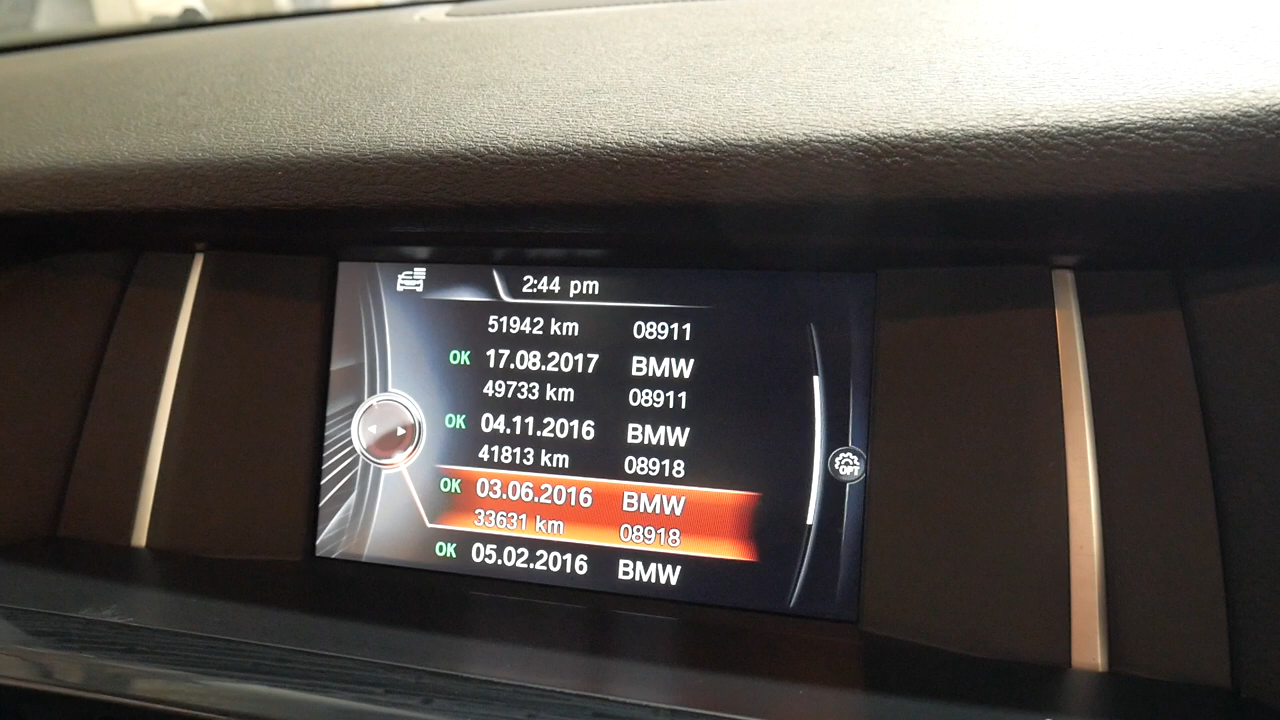 2:44 pm
51942 km 08911
OK 17.08.2017 BMW
49733 km 08911
OK 04.11.2016 BMW
41813 km 08918
OK 03.06.2016 BMW
33631 km 08918
OK 05.02.2016 BMW
OPT